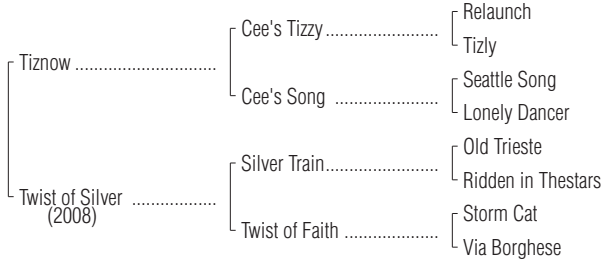 Relaunch
Cee's Tizzy ........................
Tizly
Tiznow ..............................
Seattle Song
Cee's Song ......................
Lonely Dancer
Old Trieste
Silver Train........................
Ridden in Thestars
Twist of Silver ..................
(2008)
Storm Cat
Twist of Faith ....................
Via Borghese